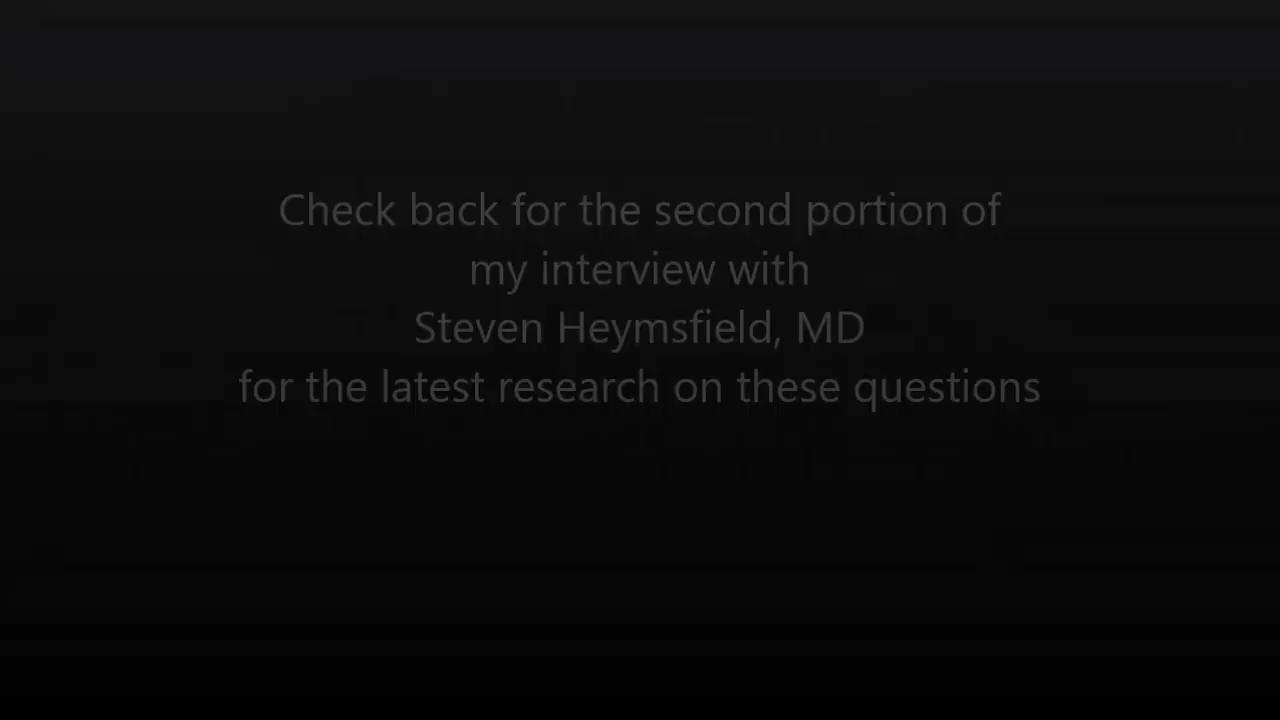 Check back for the second portion of
my interview with
Steven Heymsfield, MD
for the latest research on these questions